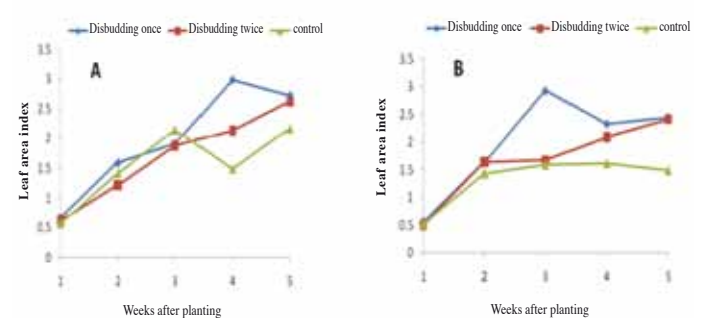 Disbudding once Disbudding twice control
A
3.5
3
2.5
2
1.5
1
0.5
0
1 2 3 4 5
Leaf area index
Weeks after planting
Disbudding once Disbudding twice control
B
3.5
3
2.5
2
1.5
1
0.5
0
1 2 3 4 5
Leaf area index
Weeks after planting